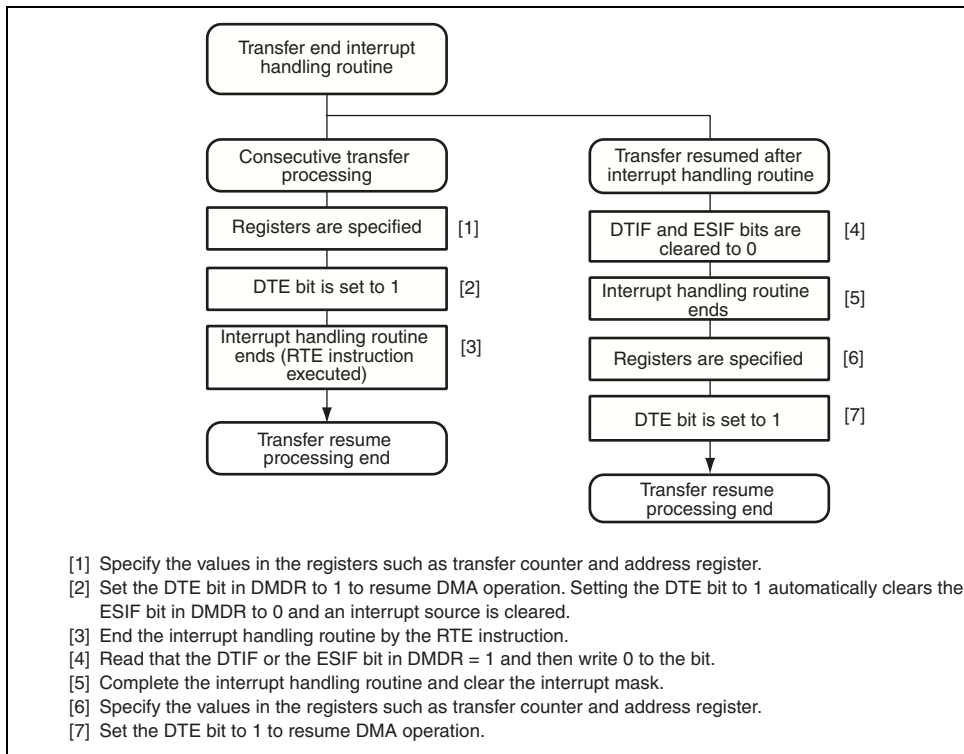 Transfer end interrupt
handling routine
Consecutive transfer
processing
Registers are specified [1]
DTE bit is set to 1 [2]
Interrupt handling routine
ends (RTE instruction
executed) [3]
Transfer resume
processing end
Transfer resumed after
interrupt handling routine
DTIF and ESIF bits are
cleared to 0 [4]
Interrupt handling routine
ends [5]
Registers are specified [6]
DTE bit is set to 1 [7]
Transfer resume
processing end
[1] Specify the values in the registers such as transfer counter and address register.
[2] Set the DTE bit in DMDR to 1 to resume DMA operation. Setting the DTE bit to 1 automatically clears the
ESIF bit in DMDR to 0 and an interrupt source is cleared.
[3] End the interrupt handling routine by the RTE instruction.
[4] Read that the DTIF or the ESIF bit in DMDR = 1 and then write 0 to the bit.
[5] Complete the interrupt handling routine and clear the interrupt mask.
[6] Specify the values in the registers such as transfer counter and address register.
[7] Set the DTE bit to 1 to resume DMA operation.